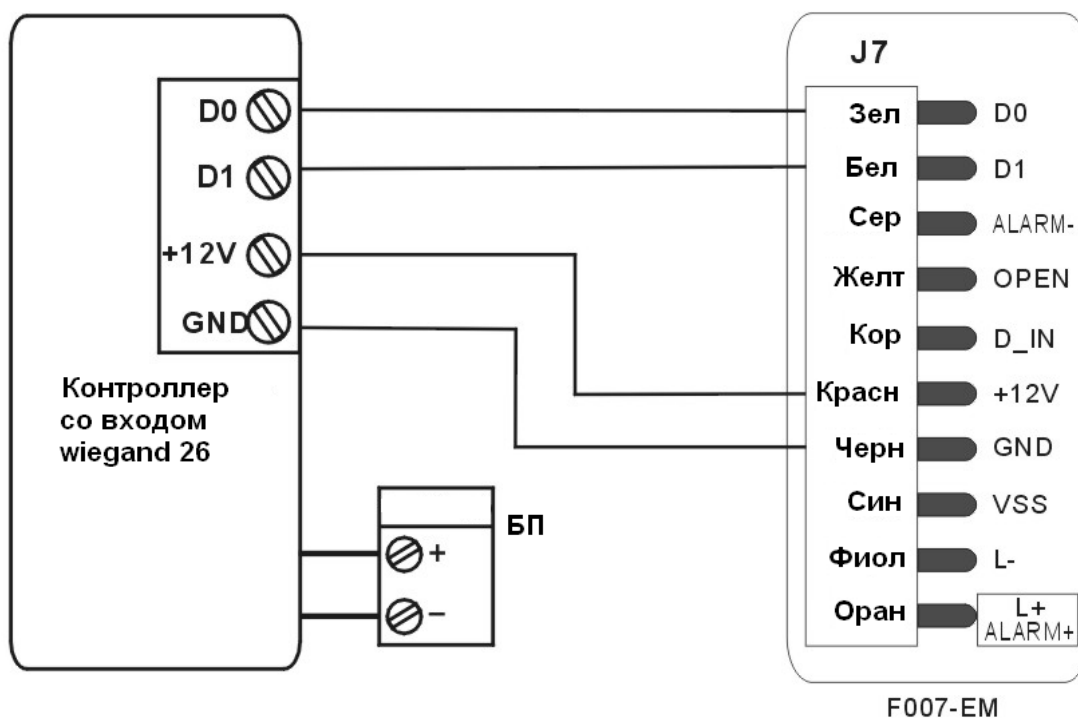 D0
D1
+12V
GND
Контроллер
со входом
wiegand 26
+
−
БП
J7
Зел D0
Бел D1
Сер ALARM-
Желт OPEN
Кор D_IN
Красн +12V
Черн GND
Син VSS
Фиол L-
Оран L+
ALARM+
F007-EM